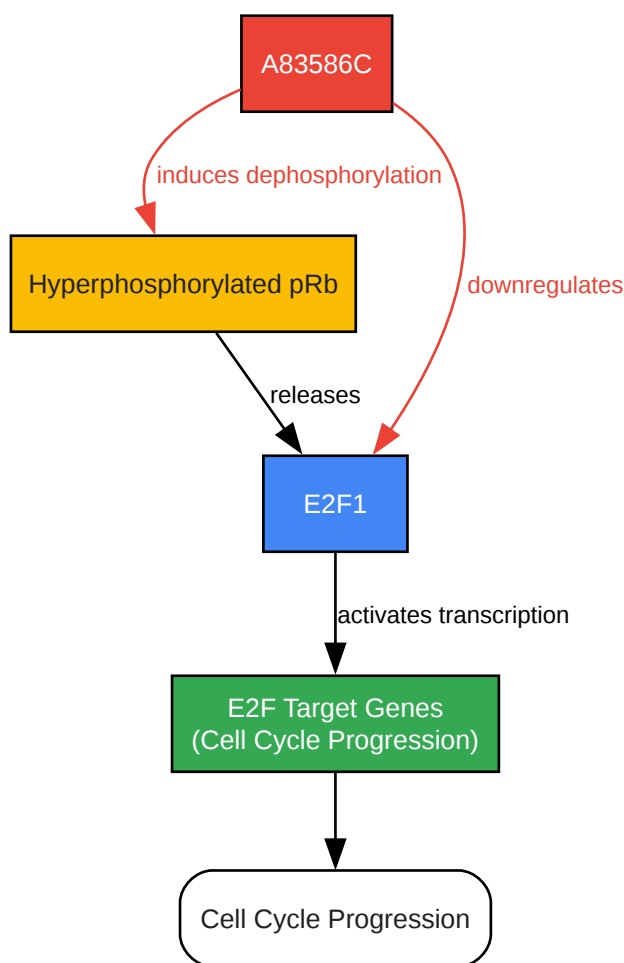 A83586C
induces dephosphorylation
Hyperphosphorylated pRb
downregulates
releases
E2F1
activates transcription
E2F Target Genes
(Cell Cycle Progression)
Cell Cycle Progression